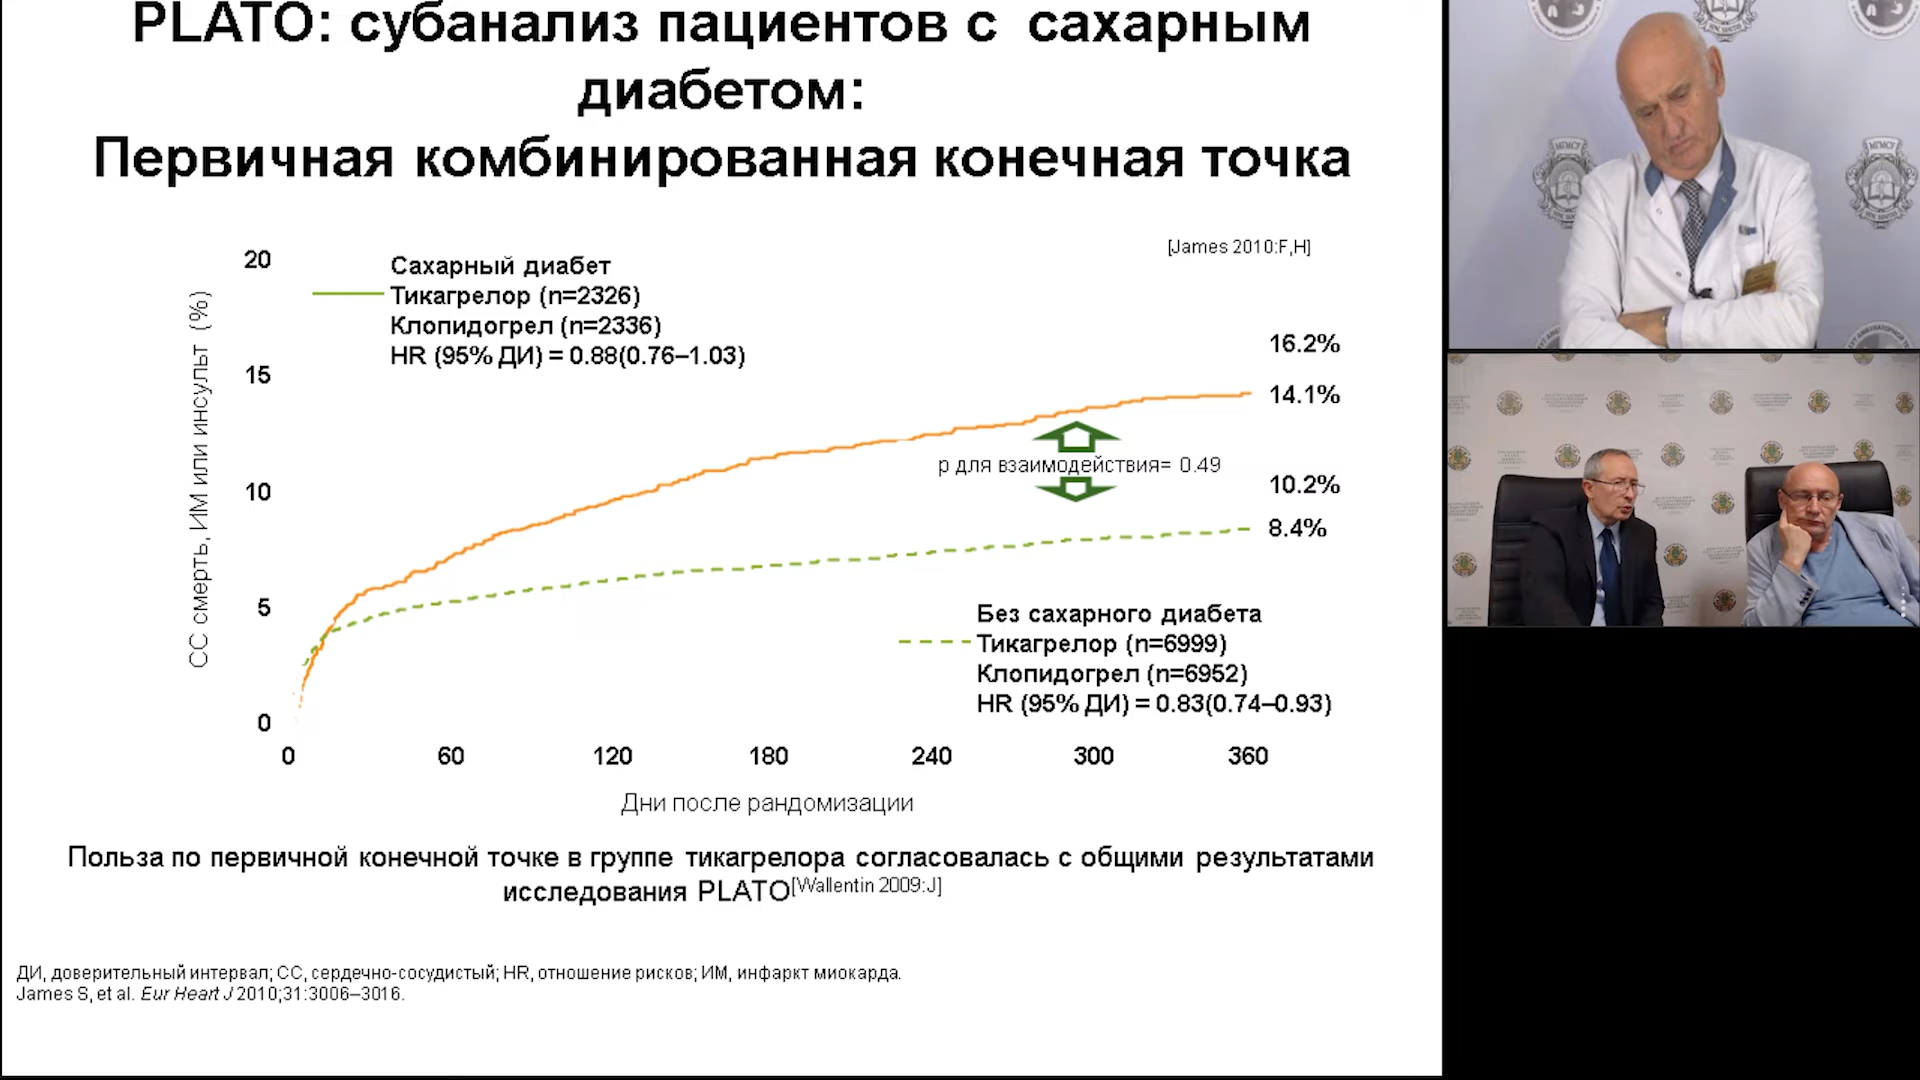 PLATO: субанализ пациентов с сахарным
диабетом:
Первичная комбинированная конечная точка
[James 2010:F,H]
СС смерть, ИМ или инсульт (%)
20
15
10
5
0
Сахарный диабет
Тикагрелор (n=2326)
Клопидогрел (n=2336)
HR (95% ДИ) = 0.88(0.76–1.03)
16.2%
14.1%
р для взаимодействия= 0.49
10.2%
8.4%
Без сахарного диабета
Тикагрелор (n=6999)
Клопидогрел (n=6952)
HR (95% ДИ) = 0.83(0.74–0.93)
0 60 120 180 240 300 360
Дни после рандомизации
Польза по первичной конечной точке в группе тикагрелора согласовалась с общими результатами
исследования PLATO[Wallentin 2009:J]
ДИ, доверительный интервал; СС, сердечно-сосудистый; HR, отношение рисков; ИМ, инфаркт миокарда.
James S, et al. Eur Heart J 2010;31:3006–3016.
МГМСУ
МГМСУ